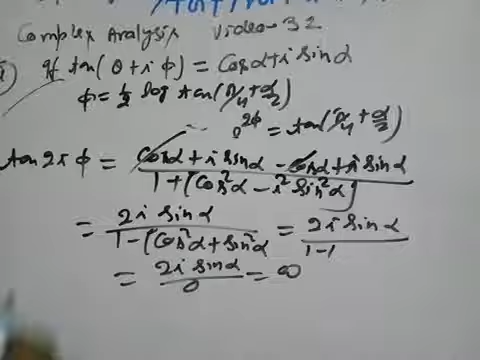 Complex Analysis Video-32
If tan(θ+iφ) = Cosα+i sinα
φ = 1/2 log tan(π/4+α/2)
e^2φ = tan(π/4+α/2)
tan 2iφ = (Cosα+i sinα - Cosα+i sinα)/(1+(Cos²α - i² Sin²α))
= 2i sinα/(1-(Cos²α+sin²α) = 2i sinα/(1-1)
= 2i sinα/0 = ∞